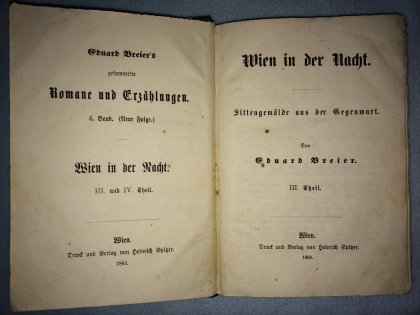 Eduard Breier's
gesammelte
Romane und Erzählungen.
6. Band. (Neue Folge.)
Wien in der Nacht.
III. und IV. Theil.
Wien.
Druck und Verlag von Heinrich Spitzer.
1863.
Wien in der Nacht.
Sittengemälde aus der Gegenwart.
Von
Eduard Breier.
III. Theil.
Wien.
Druck und Verlag von Heinrich Spitzer.
1863.